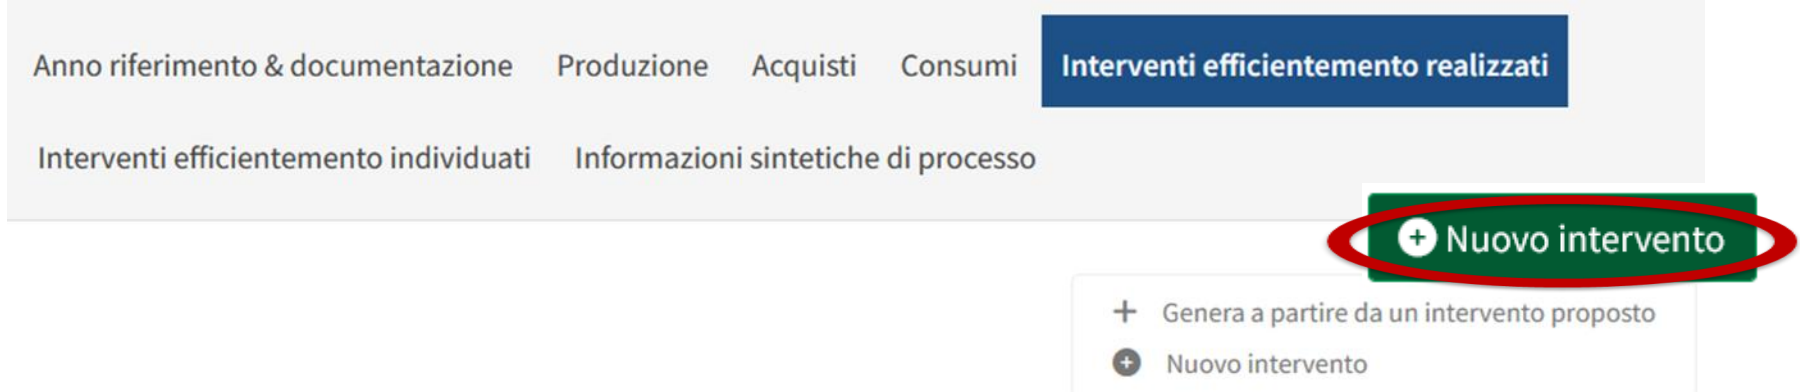 Anno riferimento & documentazione Produzione Acquisti Consumi Interventi efficientemento realizzati
Interventi efficientemento individuati Informazioni sintetiche di processo
Nuovo intervento
Genera a partire da un intervento proposto
Nuovo intervento